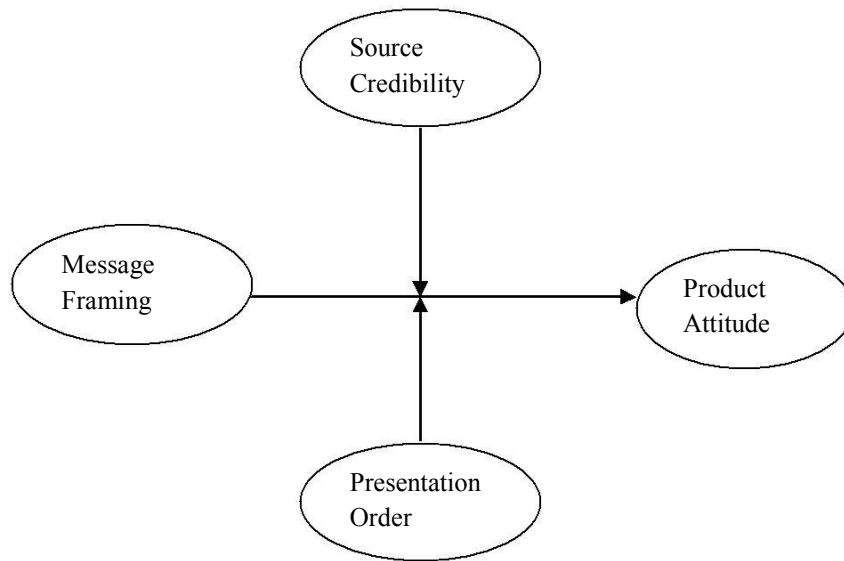 Source
Credibility
Message
Framing
Product
Attitude
Presentation
Order